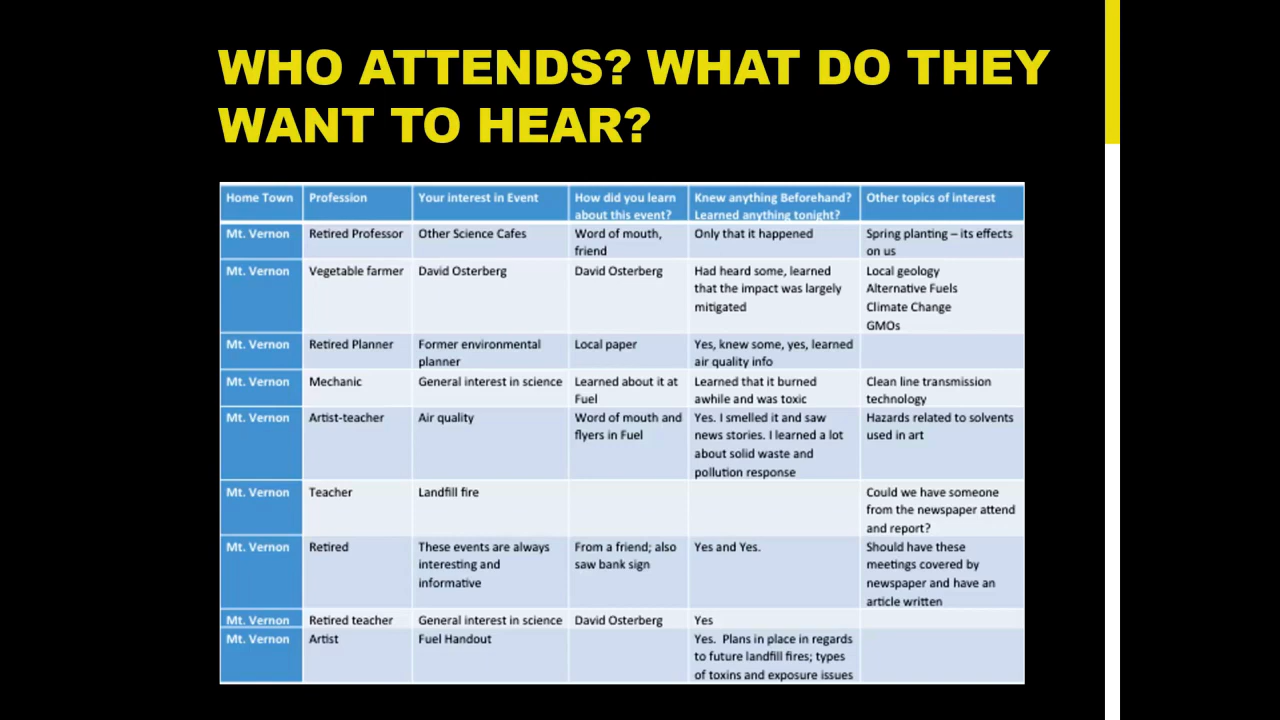 WHO ATTENDS? WHAT DO THEY
WANT TO HEAR?
Home Town Profession Your interest in Event How did you learn Knew anything Beforehand? Other topics of interest
about this event? Learned anything tonight?
Mt. Vernon Retired Professor Other Science Cafes Word of mouth, Only that it happened Spring planting – its effects
friend on us
Mt. Vernon Vegetable farmer David Osterberg David Osterberg Had heard some, learned Local geology
that the impact was largely Alternative Fuels
mitigated Climate Change
GMOs
Mt. Vernon Retired Planner Former environmental Local paper Yes, knew some, yes, learned
planner air quality info
Mt. Vernon Mechanic General interest in science Learned about it at Learned that it burned Clean line transmission
Fuel awhile and was toxic technology
Mt. Vernon Artist-teacher Air quality Word of mouth and Yes. I smelled it and saw Hazards related to solvents
flyers in Fuel news stories. I learned a lot used in art
about solid waste and
pollution response
Mt. Vernon Teacher Landfill fire Could we have someone
from the newspaper attend
and report?
Mt. Vernon Retired These events are always From a friend; also Yes and Yes. Should have these
interesting and saw bank sign meetings covered by
informative newspaper and have an
article written
Mt. Vernon Retired teacher General interest in science David Osterberg Yes
Mt. Vernon Artist Fuel Handout Yes. Plans in place in regards
to future landfill fires; types
of toxins and exposure issues